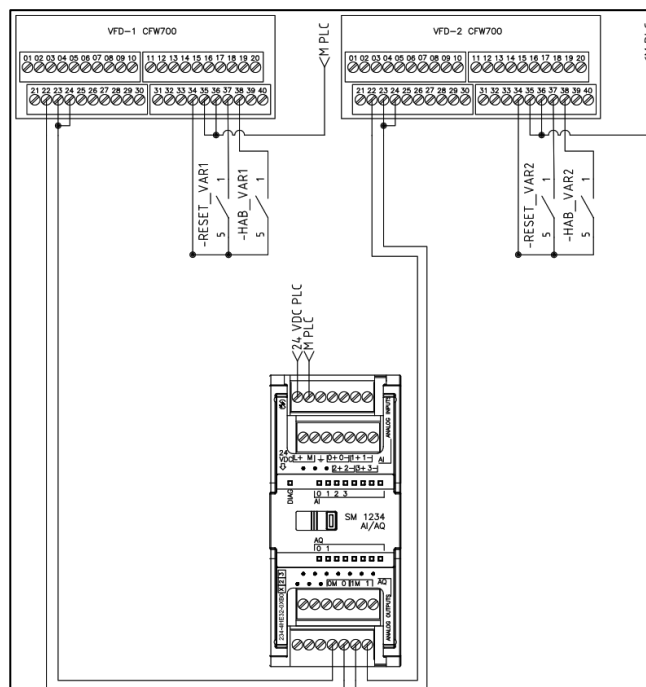 VFD-1 CFW700
01 02 03 04 05 06 07 08 09 10
11 12 13 14 15 16 17 18 19 20
21 22 23 24 25 26 27 28 29 30
31 32 33 34 35 36 37 38 39 40
M PLC
VFD-2 CFW700
01 02 03 04 05 06 07 08 09 10
11 12 13 14 15 16 17 18 19 20
21 22 23 24 25 26 27 28 29 30
31 32 33 34 35 36 37 38 39 40
-RESET_VAR1
1
5
-HAB_VAR1
1
5
-RESET_VAR2
1
5
-HAB_VAR2
1
5
24 VDC PLC
M PLC
ANALOG INPUTS
24
VDC
L+ M 0+ 0- 1+ 1- AI
2+ 2- 3+ 3-
DIAG
0 1 2 3
AI
SM 1234
AI/AQ
AQ
0 1
X 2 3
0M 0 1M 1 AQ
234-4HE32-0XB0
ANALOG OUTPUTS